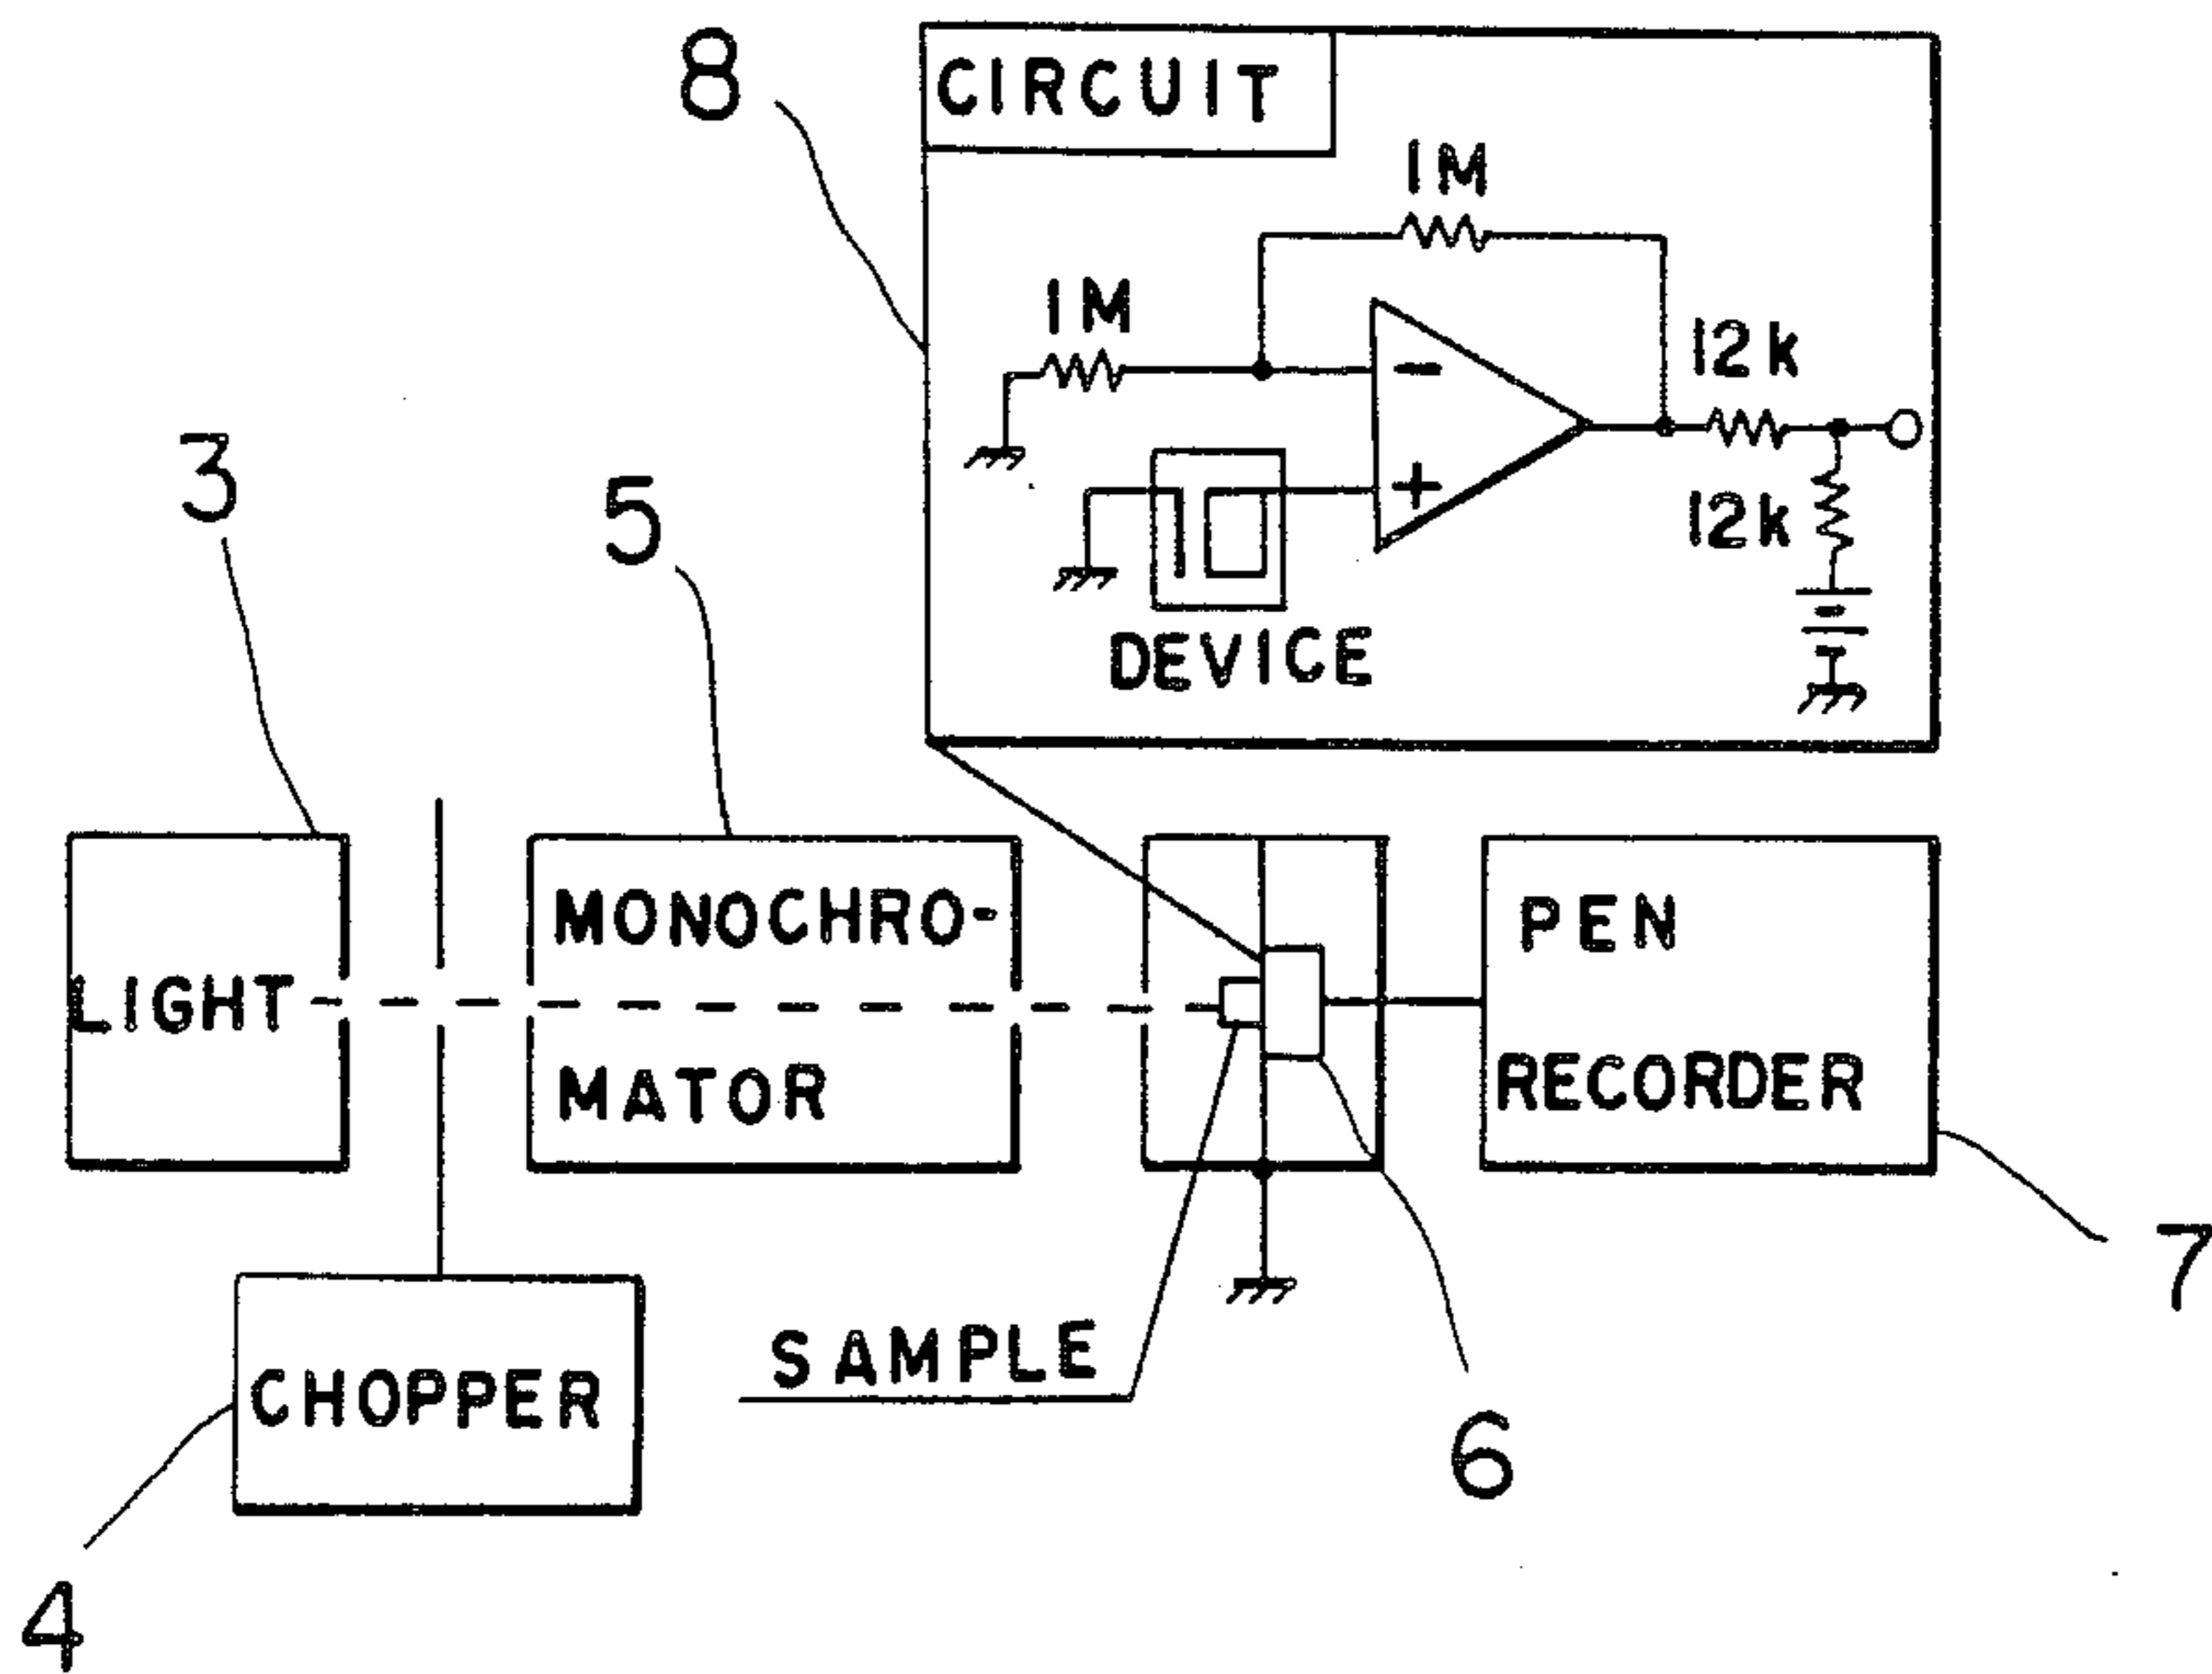 8
CIRCUIT
1M
1M
-
12k
+
12k
DEVICE
3
5
LIGHT
MONOCHRO-
MATOR
PEN
RECORDER
7
CHOPPER
SAMPLE
6
4